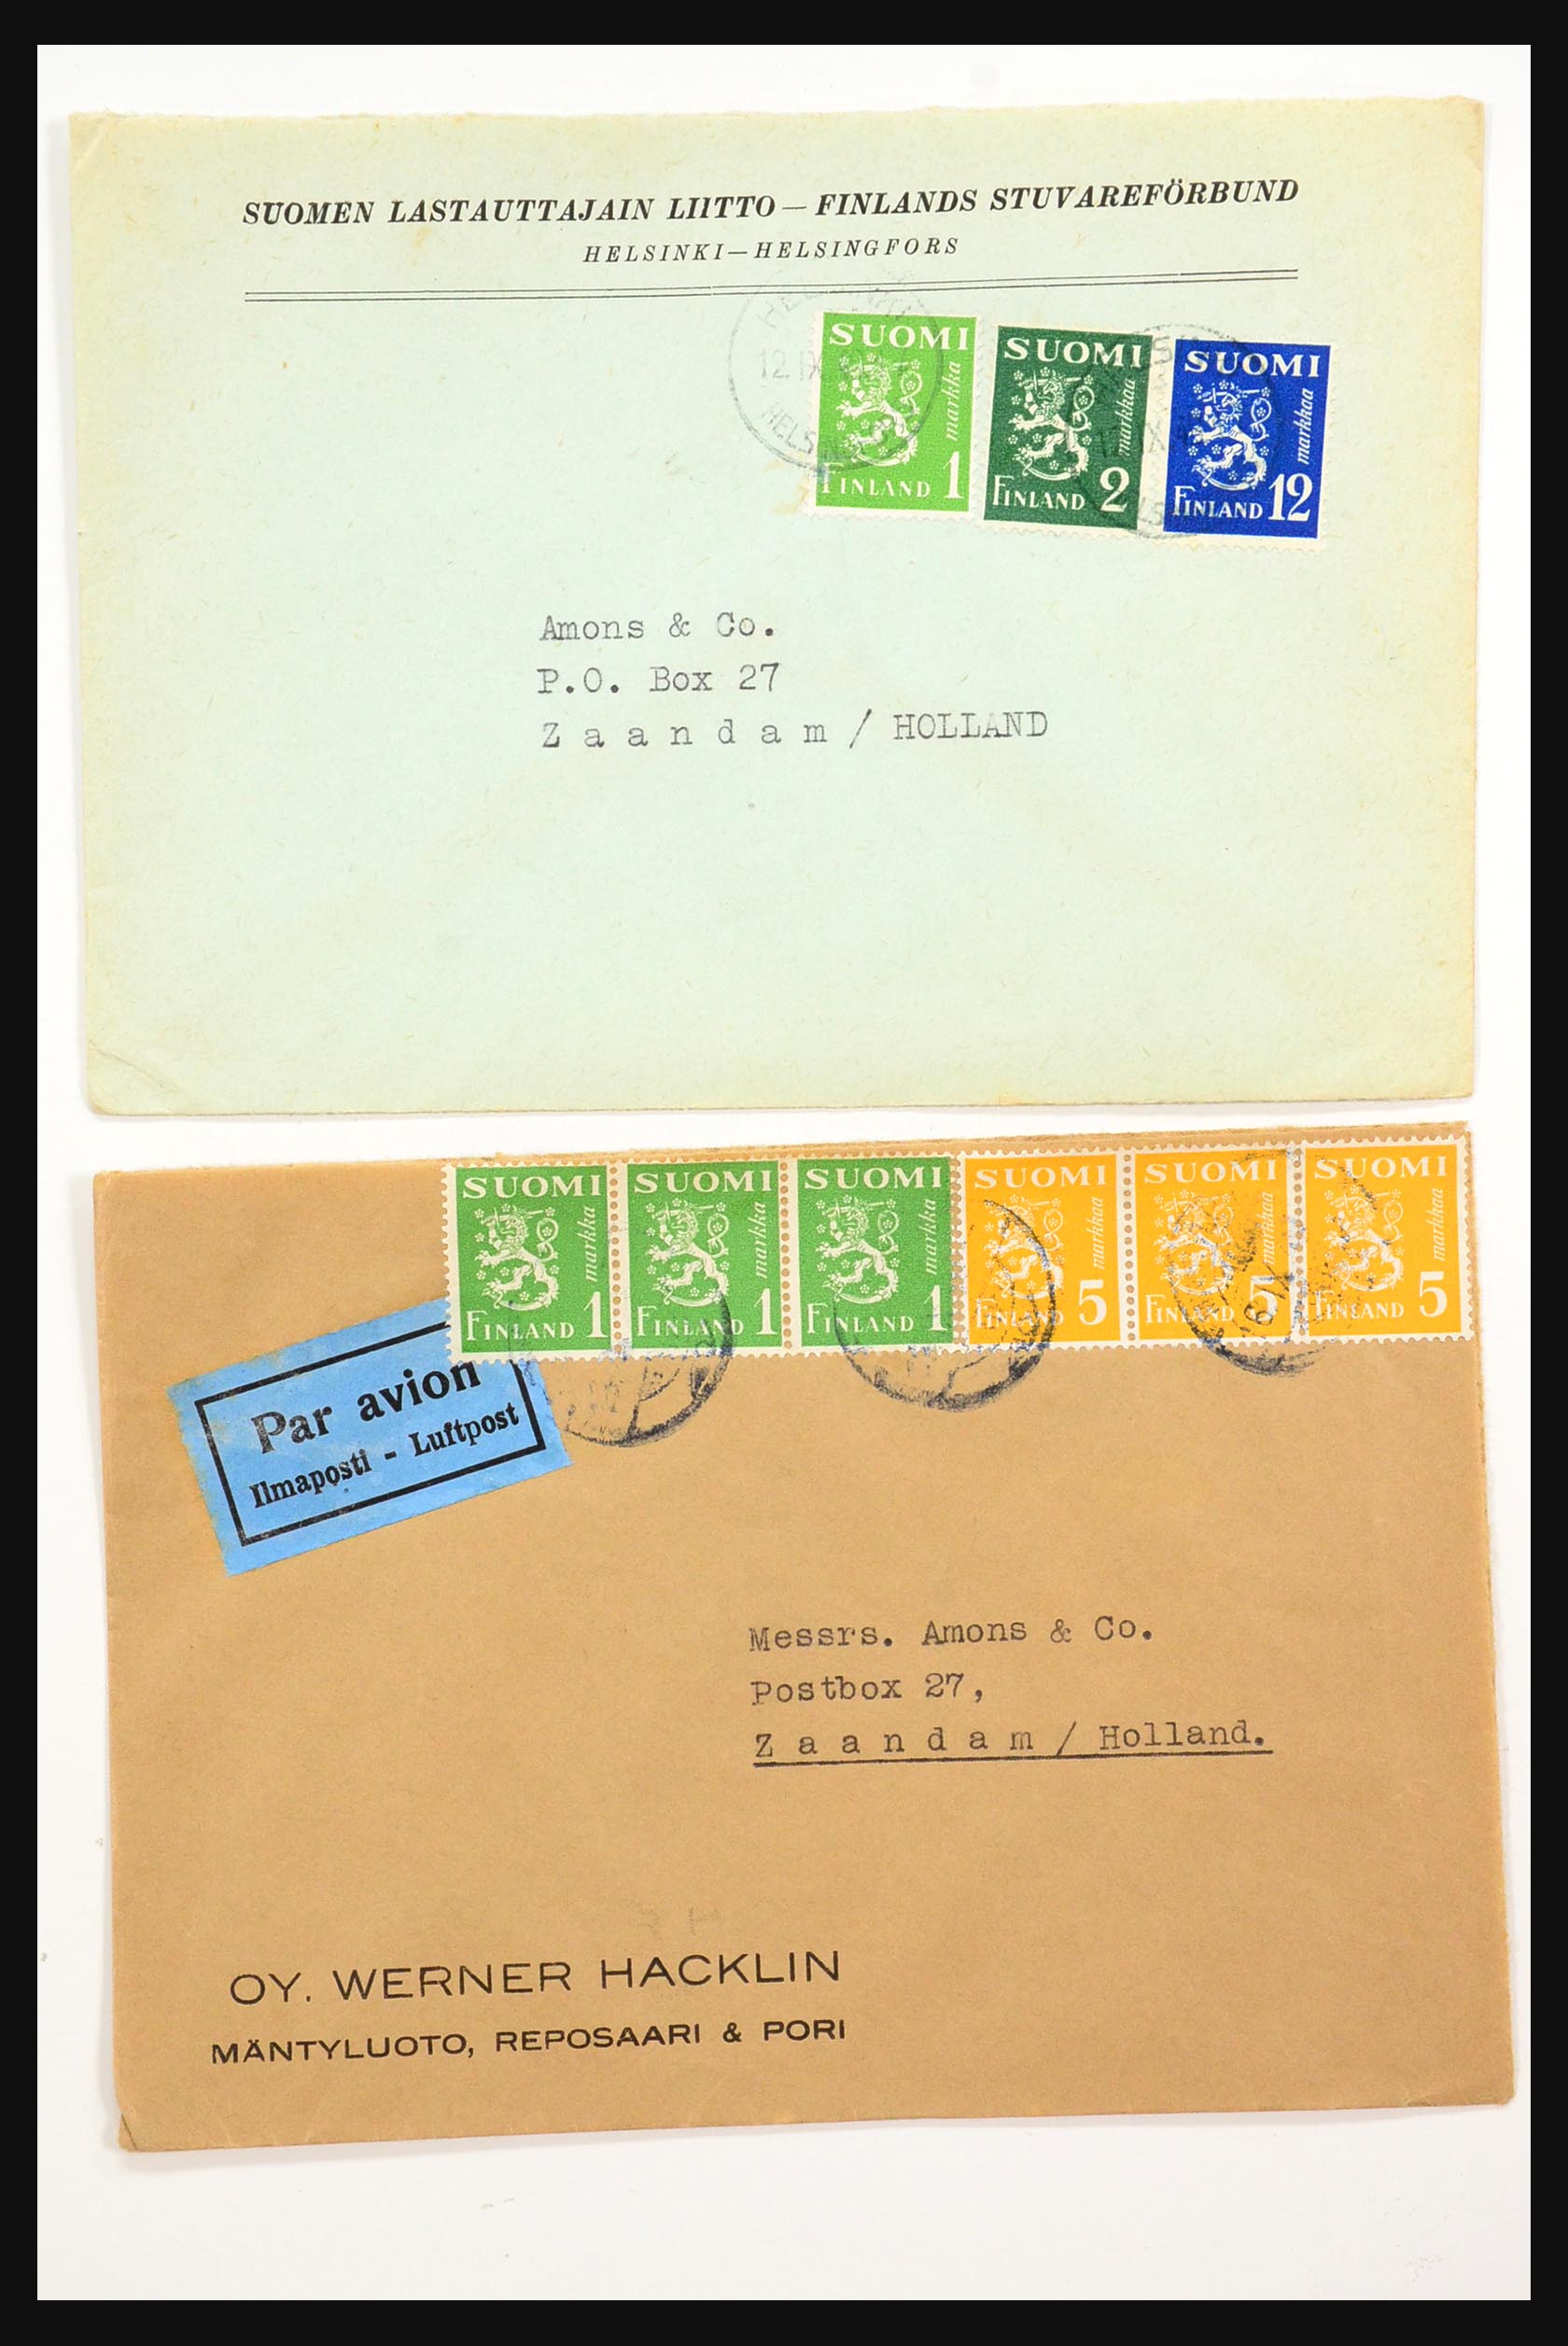 SUOMEN LASTAUTTAJAIN LIITTO — FINLANDS STUVAREFÖRBUND
HELSINKI—HELSINGFORS
12.IX
HELSINGFORS
SUOMI
markka
FINLAND 1
SUOMI
markkaa
FINLAND 2
SUOMI
markkaa
FINLAND 12
Amons & Co.
P.O. Box 27
Z a a n d a m / HOLLAND
SUOMI
markka
FINLAND 1
SUOMI
markka
FINLAND 1
SUOMI
markka
FINLAND 1
SUOMI
markkaa
FINLAND 5
SUOMI
markkaa
FINLAND 5
SUOMI
markkaa
FINLAND 5
Par avion
Ilmaposti - Luftpost
Messrs. Amons & Co.
Postbox 27,
Z a a n d a m / Holland.
OY. WERNER HACKLIN
MÄNTYLUOTO, REPOSAARI & PORI